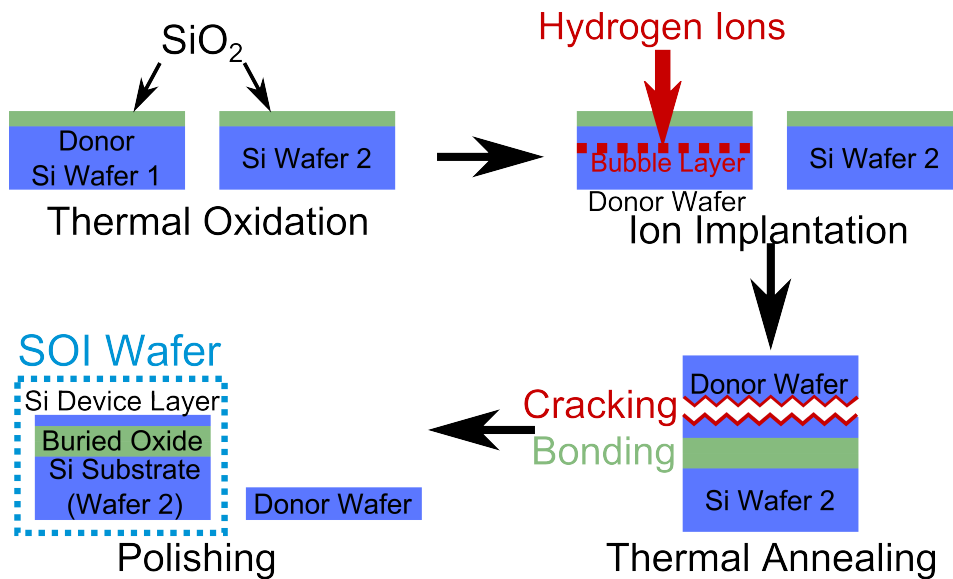 SiO₂
Donor
Si Wafer 1
Si Wafer 2
Thermal Oxidation
Hydrogen Ions
Bubble Layer
Donor Wafer
Si Wafer 2
Ion Implantation
Donor Wafer
Cracking
Bonding
Si Wafer 2
Thermal Annealing
SOI Wafer
Si Device Layer
Buried Oxide
Si Substrate
(Wafer 2)
Donor Wafer
Polishing